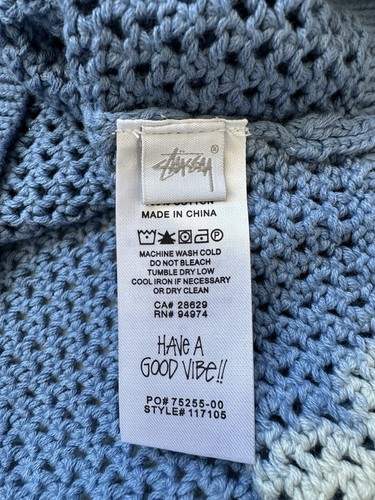 Stüssy ®
MADE IN CHINA
MACHINE WASH COLD
DO NOT BLEACH
TUMBLE DRY LOW
COOL IRON IF NECESSARY
OR DRY CLEAN
CA# 28629
RN# 94974
HAVE A
GOOD VIBE!!
PO# 75255-00
STYLE# 117105